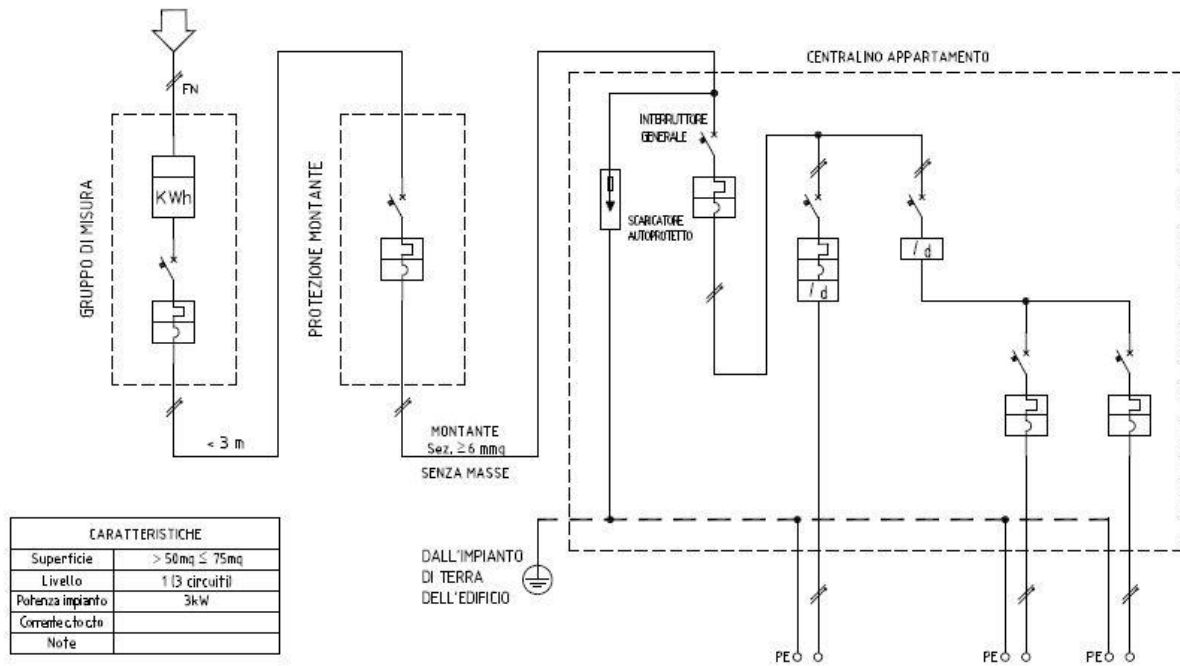 FN
GRUPPO DI MISURA
KWh
< 3 m
PROTEZIONE MONTANTE
MONTANTE
Sez, ≥6 mmq
SENZA MASSE
CENTRALINO APPARTAMENTO
INTERRUTTORE
GENERALE
SCARICATORE
AUTOPROTETTO
I d
I d
DALL'IMPIANTO
DI TERRA
DELL'EDIFICIO
PE
PE
PE
CARATTERISTICHE
Superficie > 50mq ≤ 75mq
Livello 1 (3 circuiti)
Potenza impianto 3kW
Corrente c.to c.to
Note